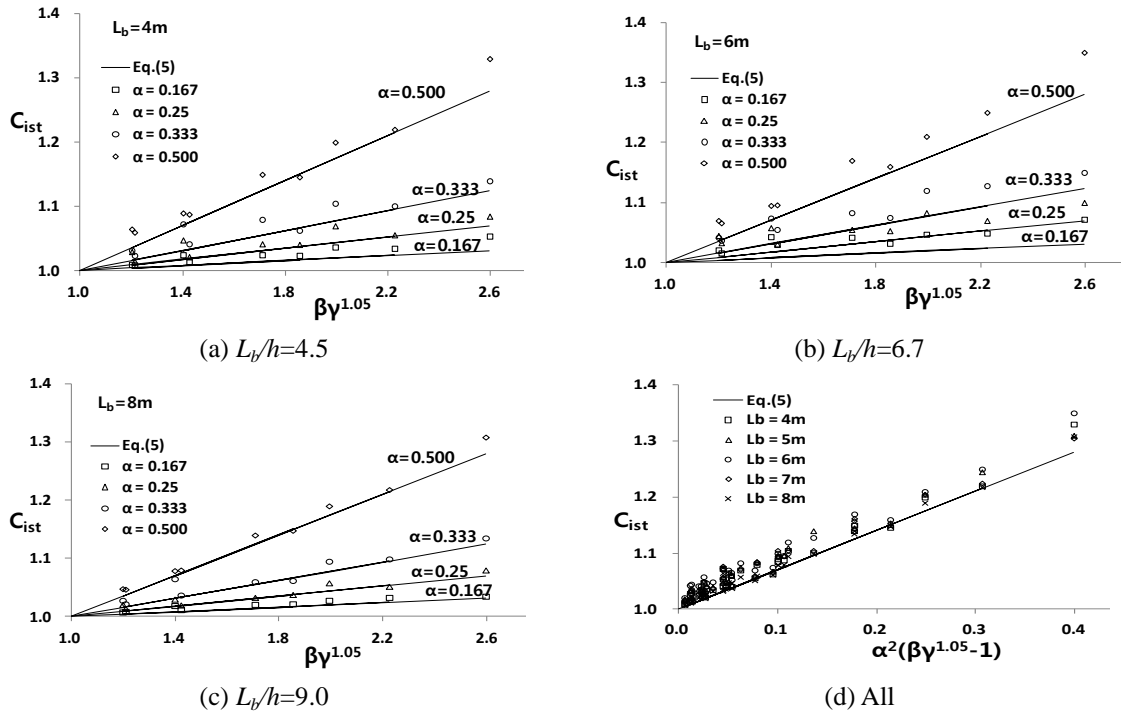 L_b=4m
Eq.(5)
α = 0.167
α = 0.25
α = 0.333
α = 0.500
C_ist
1.4
1.3
1.2
1.1
1.0
1.0 1.4 1.8 2.2 2.6
βγ^1.05
α=0.500
α=0.333
α=0.25
α=0.167
(a) L_b/h=4.5
L_b=6m
Eq.(5)
α = 0.167
α = 0.25
α = 0.333
α = 0.500
C_ist
1.4
1.3
1.2
1.1
1.0
1.0 1.4 1.8 2.2 2.6
βγ^1.05
α=0.500
α=0.333
α=0.25
α=0.167
(b) L_b/h=6.7
L_b=8m
Eq.(5)
α = 0.167
α = 0.25
α = 0.333
α = 0.500
C_ist
1.4
1.3
1.2
1.1
1.0
1.0 1.4 1.8 2.2 2.6
βγ^1.05
α=0.500
α=0.333
α=0.25
α=0.167
(c) L_b/h=9.0
Eq.(5)
Lb = 4m
Lb = 5m
Lb = 6m
Lb = 7m
Lb = 8m
C_ist
1.4
1.3
1.2
1.1
1.0
0.0 0.1 0.2 0.3 0.4
α²(βγ^1.05-1)
(d) All